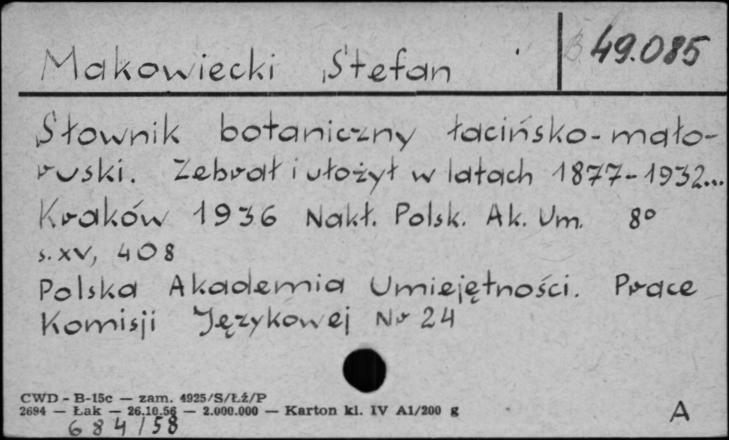 Makowiecki Stefan
B 49.085
Słownik botaniczny łacińsko-mało-
ruski. Zebrał i ułożył w latach 1877-1932...
Kraków 1936 Nakł. Polsk. Ak. Um. 8°
s. XV, 408
Polska Akademia Umiejętności. Prace
Komisji Językowej Nr 24
CWD - B-15c — zam. 4925/S/ŁŻ/P
2694 — Łak — 26.10.56 — 2.000.000 — Karton kl. IV A1/200 g
684/58
A